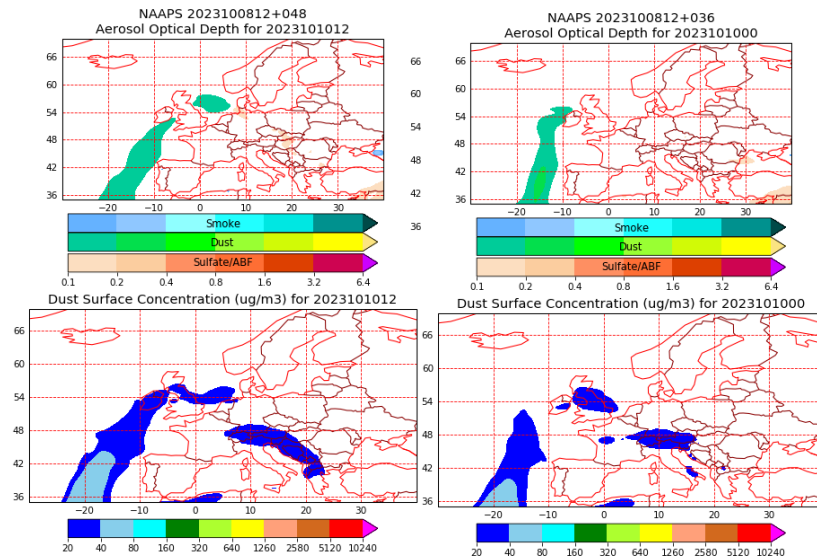 NAAPS 2023100812+048
Aerosol Optical Depth for 2023101012
66
60
54
48
42
36
−20 −10 0 10 20 30
Smoke
Dust
Sulfate/ABF
0.1 0.2 0.4 0.8 1.6 3.2 6.4
NAAPS 2023100812+036
Aerosol Optical Depth for 2023101000
66
60
54
48
42
36
66
60
54
48
42
36
−20 −10 0 10 20 30
Smoke
Dust
Sulfate/ABF
0.1 0.2 0.4 0.8 1.6 3.2 6.4
Dust Surface Concentration (ug/m3) for 2023101012
66
60
54
48
42
36
−20 −10 0 10 20 30
20 40 80 160 320 640 1260 2580 5120 10240
Dust Surface Concentration (ug/m3) for 2023101000
66
60
54
48
42
36
−20 −10 0 10 20 30
20 40 80 160 320 640 1260 2580 5120 10240